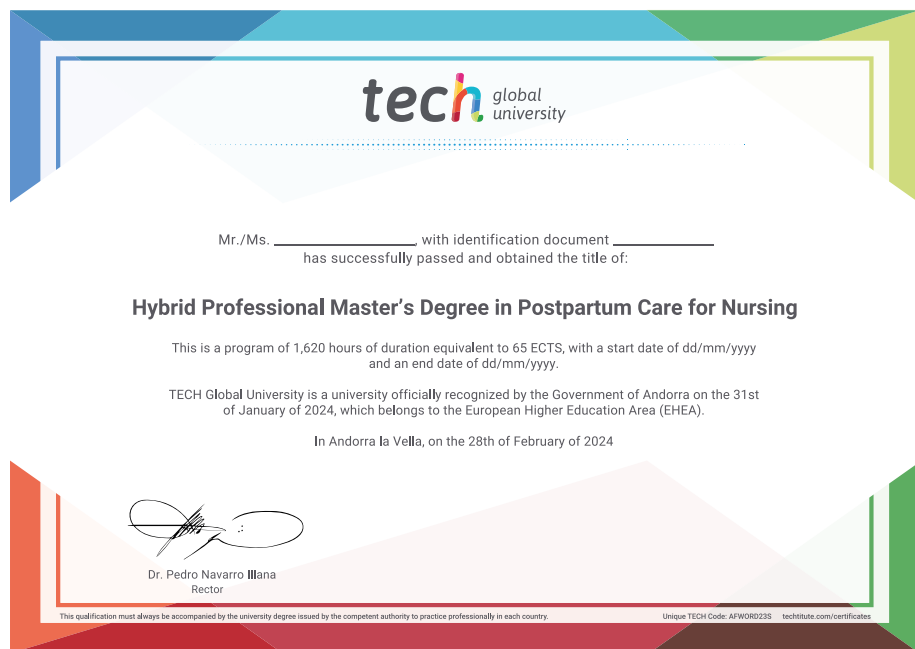 tech global
university
Mr./Ms. ________________, with identification document ____________
has successfully passed and obtained the title of:
Hybrid Professional Master’s Degree in Postpartum Care for Nursing
This is a program of 1,620 hours of duration equivalent to 65 ECTS, with a start date of dd/mm/yyyy
and an end date of dd/mm/yyyy.
TECH Global University is a university officially recognized by the Government of Andorra on the 31st
of January of 2024, which belongs to the European Higher Education Area (EHEA).
In Andorra la Vella, on the 28th of February of 2024
Dr. Pedro Navarro Illana
Rector
This qualification must always be accompanied by the university degree issued by the competent authority to practice professionally in each country.
Unique TECH Code: AFWORD23S techtitute.com/certificates